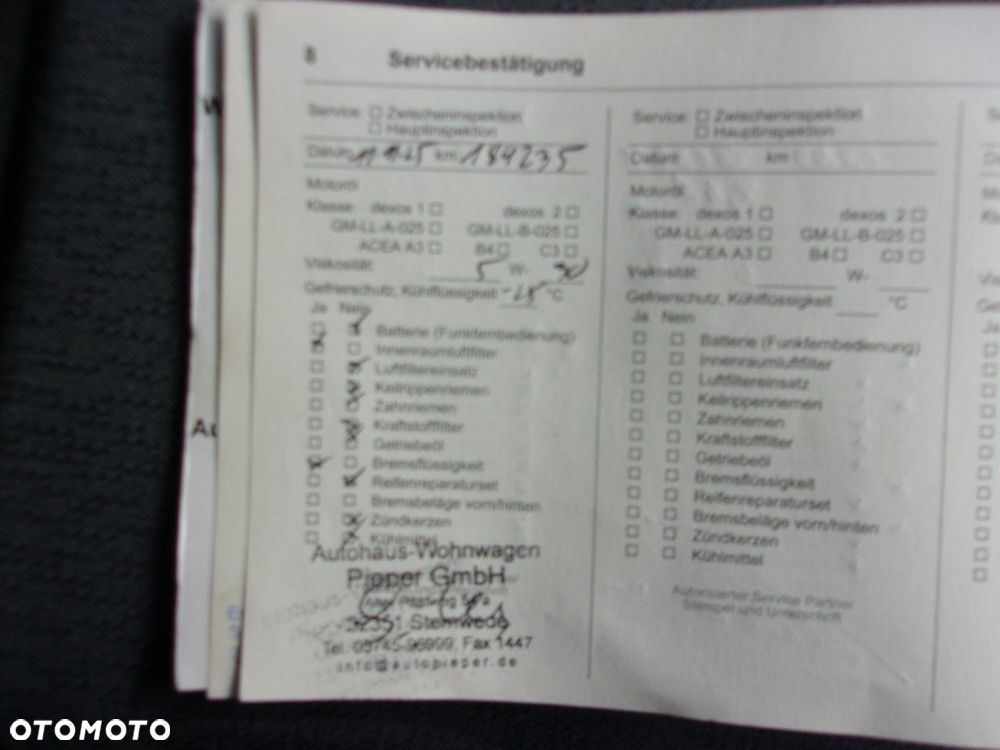 8 Servicebestätigung
Service: Zwischeninspektion
Hauptinspektion
Datum km 184235
Motoröl
Klasse: dexos 1 dexos 2
GM-LL-A-025 GM-LL-B-025
ACEA A3 B4 C3
Viskosität 5 W- 30
Gefrierschutz, Kühlflüssigkeit -25 °C
Ja Nein
Batterie (Funkfernbedienung)
Innenraumluftfilter
Luftfiltereinsatz
Keilrippenriemen
Zahnriemen
Kraftstofffilter
Getriebeöl
Bremsflüssigkeit
Reifenreparaturset
Bremsbeläge vorn/hinten
Zündkerzen
Kühlmittel
Autohaus-Wohnwagen
Pieper GmbH
32351 Stemwede
Tel. 05745-96999, Fax 1447
info@autopieper.de
Service: Zwischeninspektion
Hauptinspektion
Datum km
Motoröl
Klasse: dexos 1 dexos 2
GM-LL-A-025 GM-LL-B-025
ACEA A3 B4 C3
Viskosität W-
Gefrierschutz, Kühlflüssigkeit °C
Ja Nein
Batterie (Funkfernbedienung)
Innenraumluftfilter
Luftfiltereinsatz
Keilrippenriemen
Zahnriemen
Kraftstofffilter
Getriebeöl
Bremsflüssigkeit
Reifenreparaturset
Bremsbeläge vorn/hinten
Zündkerzen
Kühlmittel
Autorisierter Service Partner
Stempel und Unterschrift
OTOMOTO